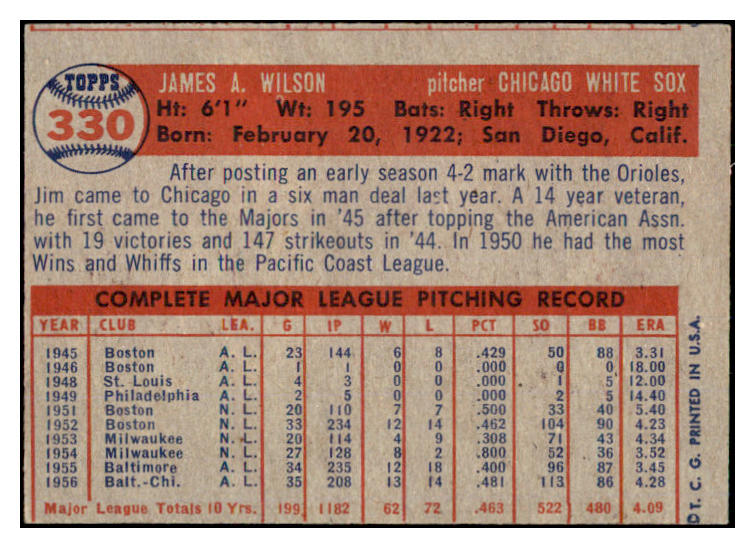 TOPPS
330
JAMES A. WILSON pitcher CHICAGO WHITE SOX
Ht: 6'1" Wt: 195 Bats: Right Throws: Right
Born: February 20, 1922; San Diego, Calif.
After posting an early season 4-2 mark with the Orioles,
Jim came to Chicago in a six man deal last year. A 14 year veteran,
he first came to the Majors in '45 after topping the American Assn.
with 19 victories and 147 strikeouts in '44. In 1950 he had the most
Wins and Whiffs in the Pacific Coast League.
COMPLETE MAJOR LEAGUE PITCHING RECORD
YEAR CLUB LEA. G IP W L PCT SO BB ERA
1945 Boston A. L. 23 144 6 8 .429 50 88 3.31
1946 Boston A. L. 1 1 0 0 .000 0 0 18.00
1948 St. Louis A. L. 4 3 0 0 .000 1 5 12.00
1949 Philadelphia A. L. 2 5 0 0 .000 2 5 14.40
1951 Boston N. L. 20 110 7 7 .500 33 40 5.40
1952 Boston N. L. 33 234 12 14 .462 104 90 4.23
1953 Milwaukee N. L. 20 114 4 9 .308 71 43 4.34
1954 Milwaukee N. L. 27 128 8 2 .800 52 36 3.52
1955 Baltimore A. L. 34 235 12 18 .400 96 87 3.45
1956 Balt.-Chi. A. L. 35 208 13 14 .481 113 86 4.28
Major League Totals 10 Yrs. 199 1182 62 72 .463 522 480 4.09
T. C. G. PRINTED IN U.S.A.